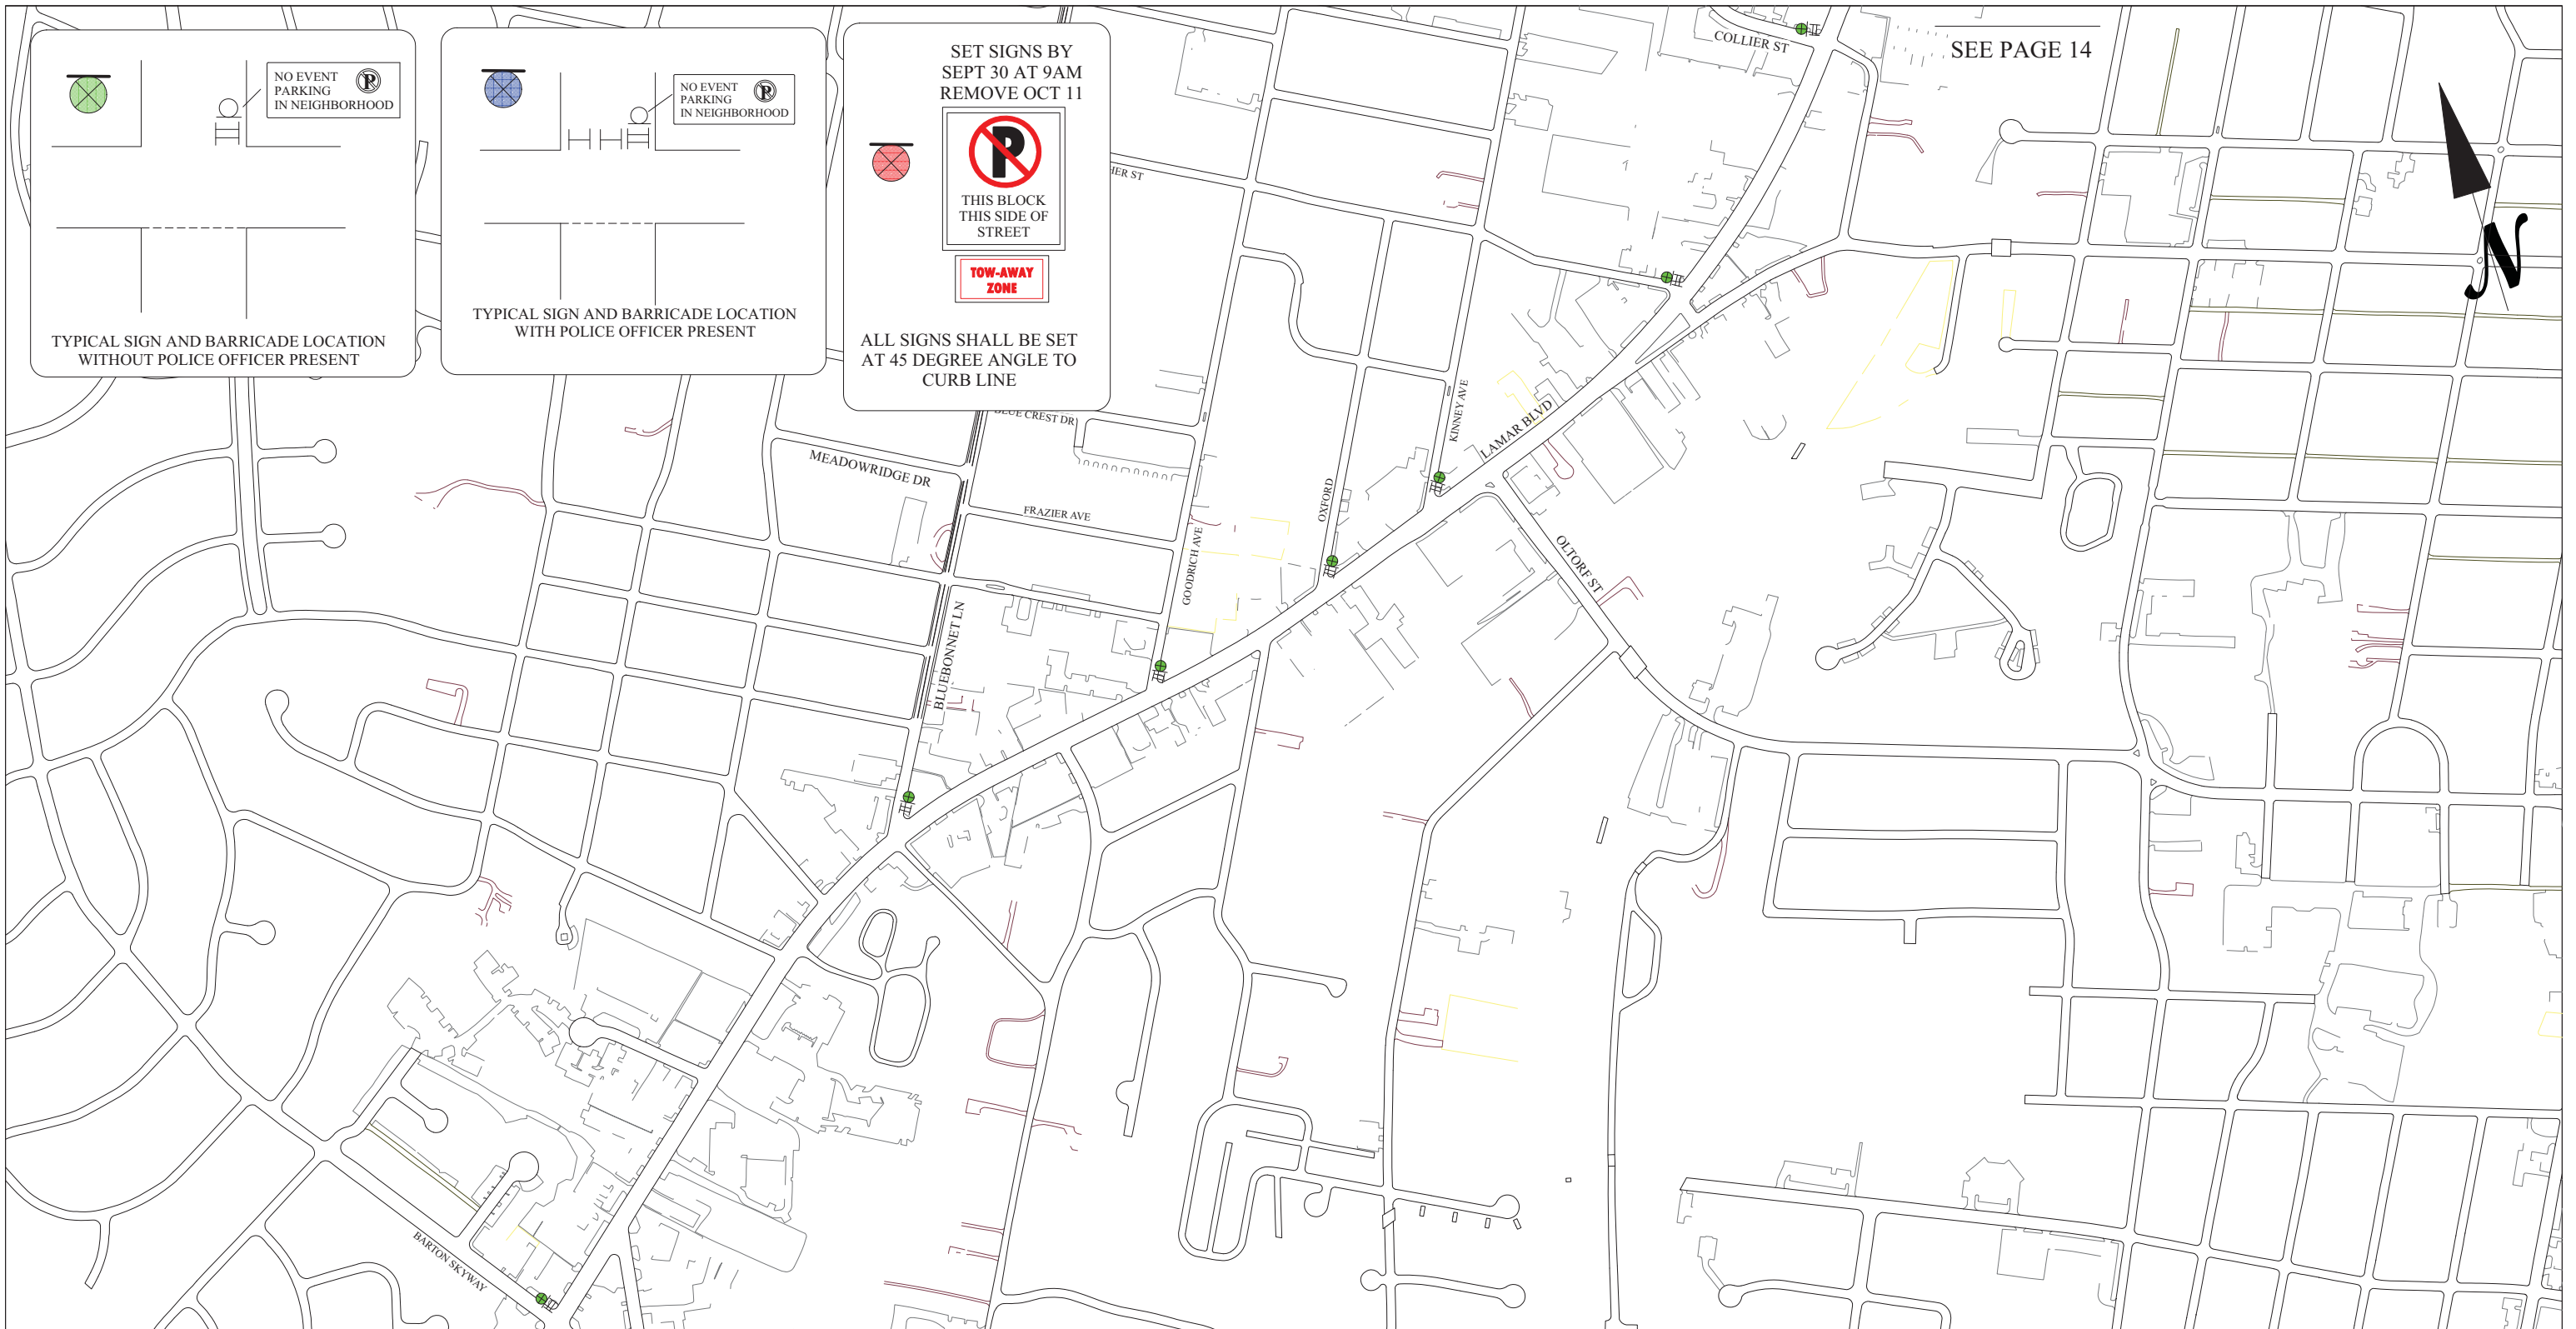 NO EVENT
PARKING
IN NEIGHBORHOOD
P
TYPICAL SIGN AND BARRICADE LOCATION
WITHOUT POLICE OFFICER PRESENT
NO EVENT
PARKING
IN NEIGHBORHOOD
P
TYPICAL SIGN AND BARRICADE LOCATION
WITH POLICE OFFICER PRESENT
SET SIGNS BY
SEPT 30 AT 9AM
REMOVE OCT 11
P
THIS BLOCK
THIS SIDE OF
STREET
TOW-AWAY
ZONE
ALL SIGNS SHALL BE SET
AT 45 DEGREE ANGLE TO
CURB LINE
COLLIER ST
SEE PAGE 14
N
HER ST
BLUE CREST DR
MEADOWRIDGE DR
FRAZIER AVE
KINNEY AVE
LAMAR BLVD
OXFORD
GOODRICH AVE
OLTORF ST
BLUEBONNET LN
BARTON SKYWAY